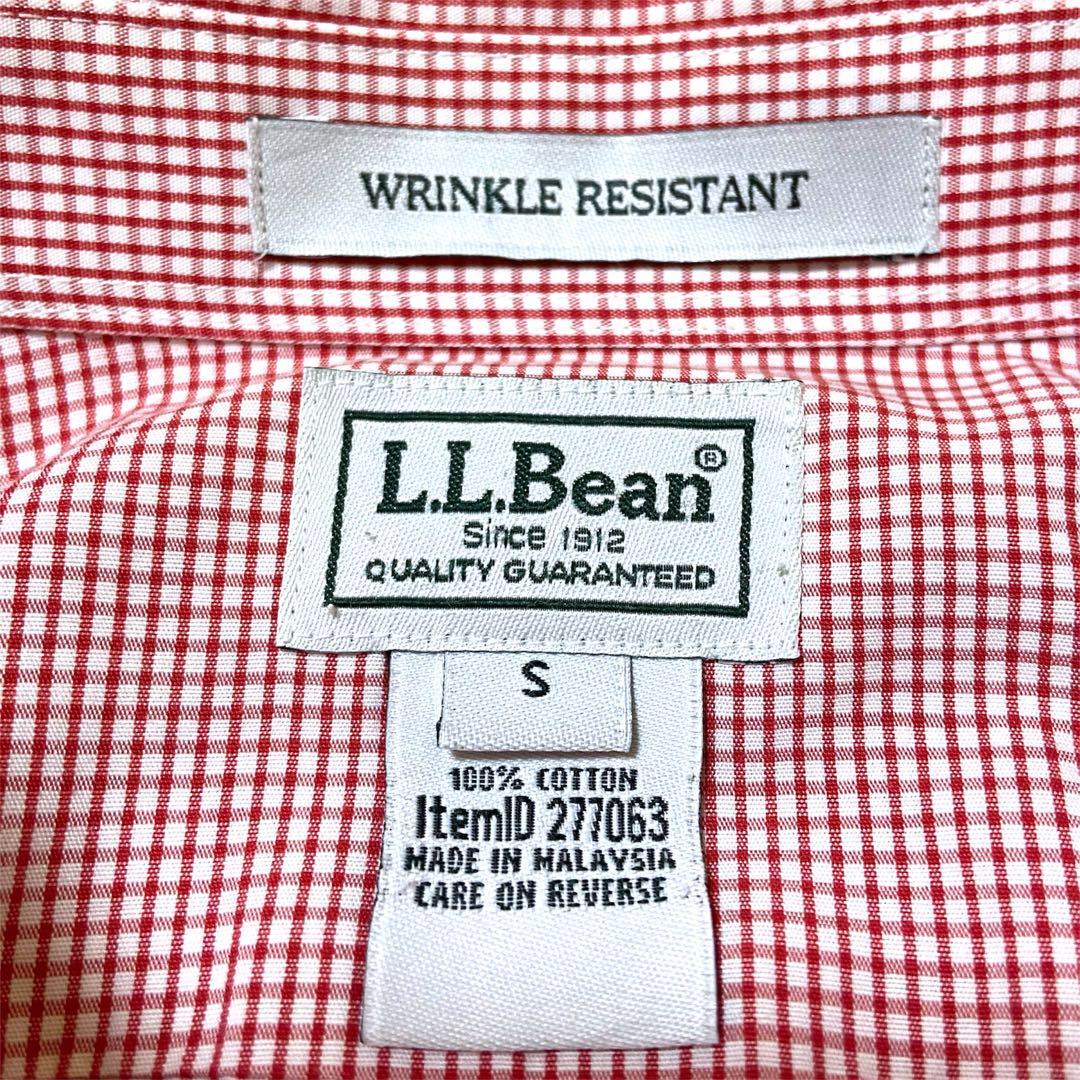 WRINKLE RESISTANT
L.L.Bean®
Since 1912
QUALITY GUARANTEED
S
100% COTTON
ItemID 277063
MADE IN MALAYSIA
CARE ON REVERSE